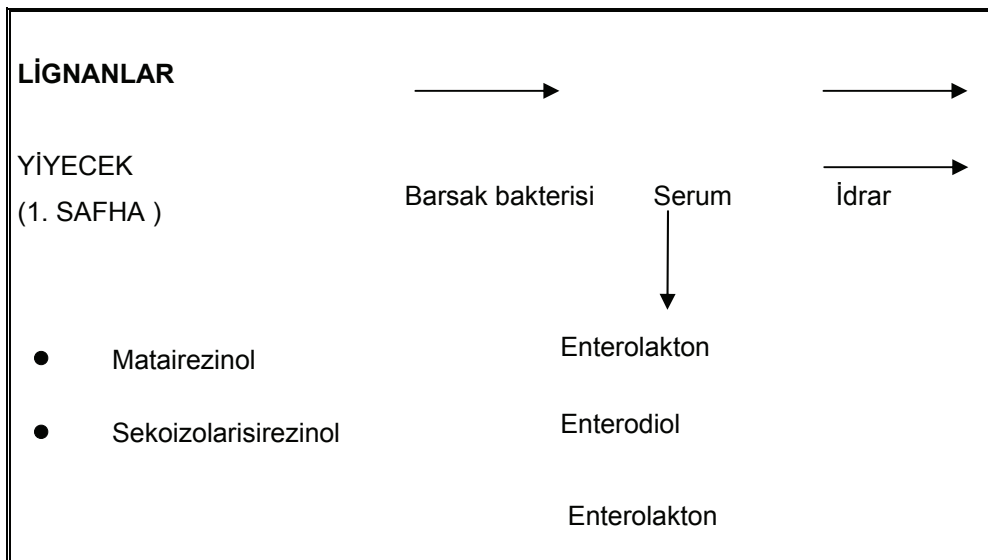 LİGNANLAR
YİYECEK
(1. SAFHA )
Barsak bakterisi Serum İdrar
Matairezinol
Enterolakton
Sekoizolarisirezinol
Enterodiol
Enterolakton